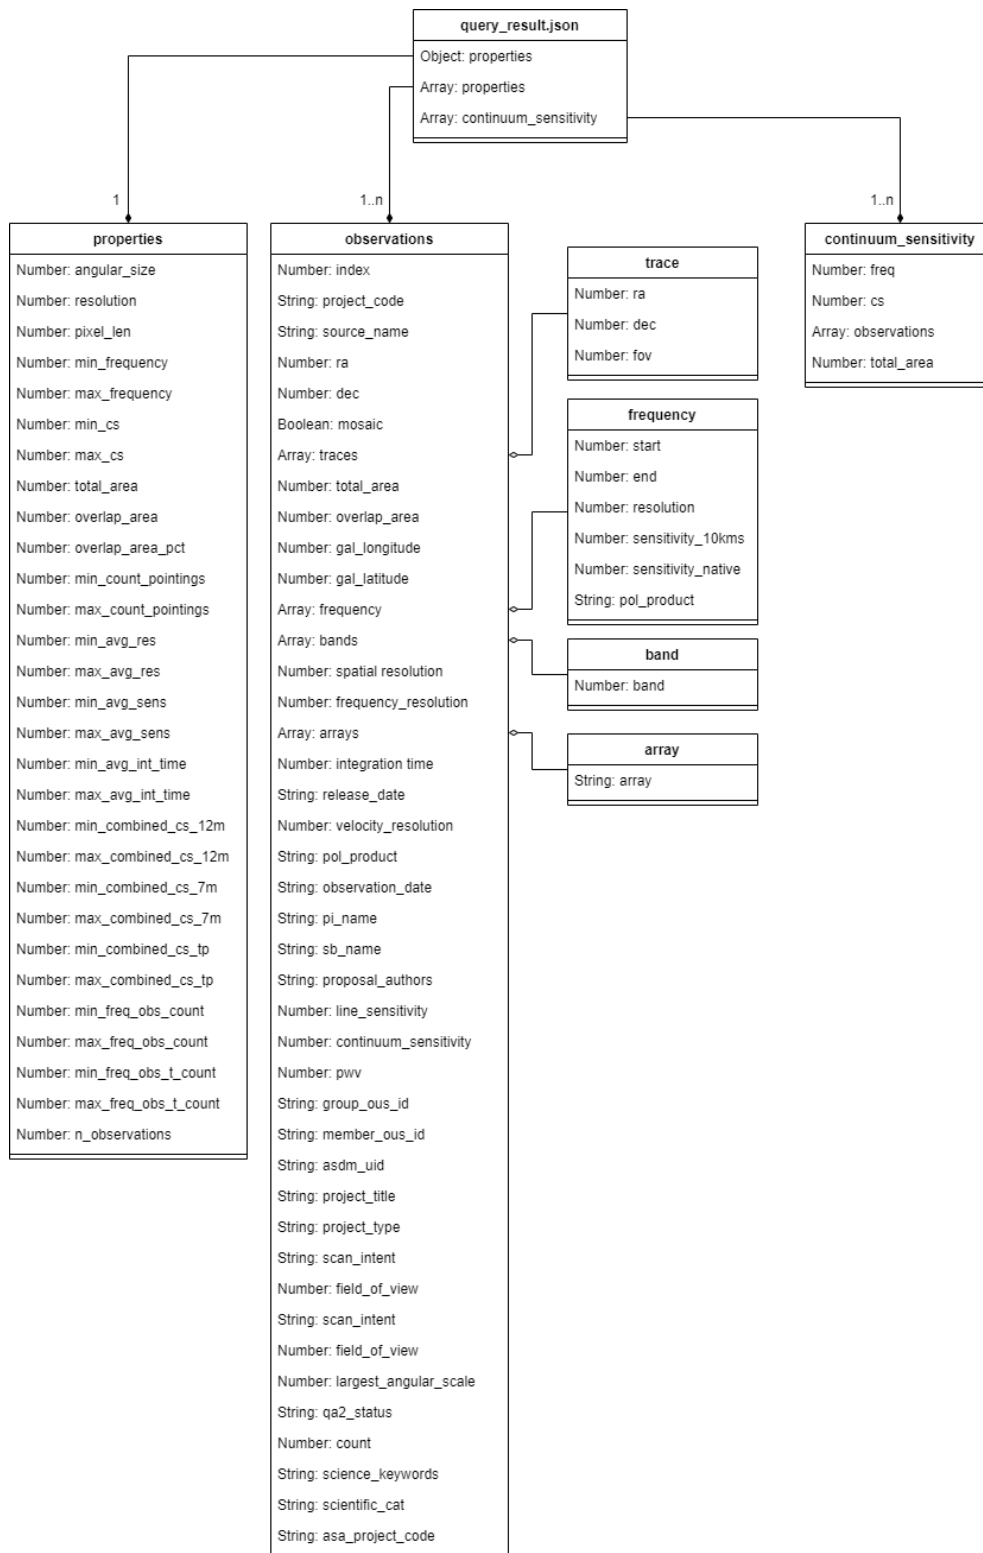 query_result.json
Object: properties
Array: properties
Array: continuum_sensitivity
1
1..n
1..n
properties
Number: angular_size
Number: resolution
Number: pixel_len
Number: min_frequency
Number: max_frequency
Number: min_cs
Number: max_cs
Number: total_area
Number: overlap_area
Number: overlap_area_pct
Number: min_count_pointings
Number: max_count_pointings
Number: min_avg_res
Number: max_avg_res
Number: min_avg_sens
Number: max_avg_sens
Number: min_avg_int_time
Number: max_avg_int_time
Number: min_combined_cs_12m
Number: max_combined_cs_12m
Number: min_combined_cs_7m
Number: max_combined_cs_7m
Number: min_combined_cs_tp
Number: max_combined_cs_tp
Number: min_freq_obs_count
Number: max_freq_obs_count
Number: min_freq_obs_t_count
Number: max_freq_obs_t_count
Number: n_observations
observations
Number: index
String: project_code
String: source_name
Number: ra
Number: dec
Boolean: mosaic
Array: traces
Number: total_area
Number: overlap_area
Number: gal_longitude
Number: gal_latitude
Array: frequency
Array: bands
Number: spatial resolution
Number: frequency_resolution
Array: arrays
Number: integration time
String: release_date
Number: velocity_resolution
String: pol_product
String: observation_date
String: pi_name
String: sb_name
String: proposal_authors
Number: line_sensitivity
Number: continuum_sensitivity
Number: pwv
String: group_ous_id
String: member_ous_id
String: asdm_uid
String: project_title
String: project_type
String: scan_intent
Number: field_of_view
String: scan_intent
Number: field_of_view
Number: largest_angular_scale
String: qa2_status
Number: count
String: science_keywords
String: scientific_cat
String: asa_project_code
trace
Number: ra
Number: dec
Number: fov
frequency
Number: start
Number: end
Number: resolution
Number: sensitivity_10kms
Number: sensitivity_native
String: pol_product
band
Number: band
array
String: array
continuum_sensitivity
Number: freq
Number: cs
Array: observations
Number: total_area